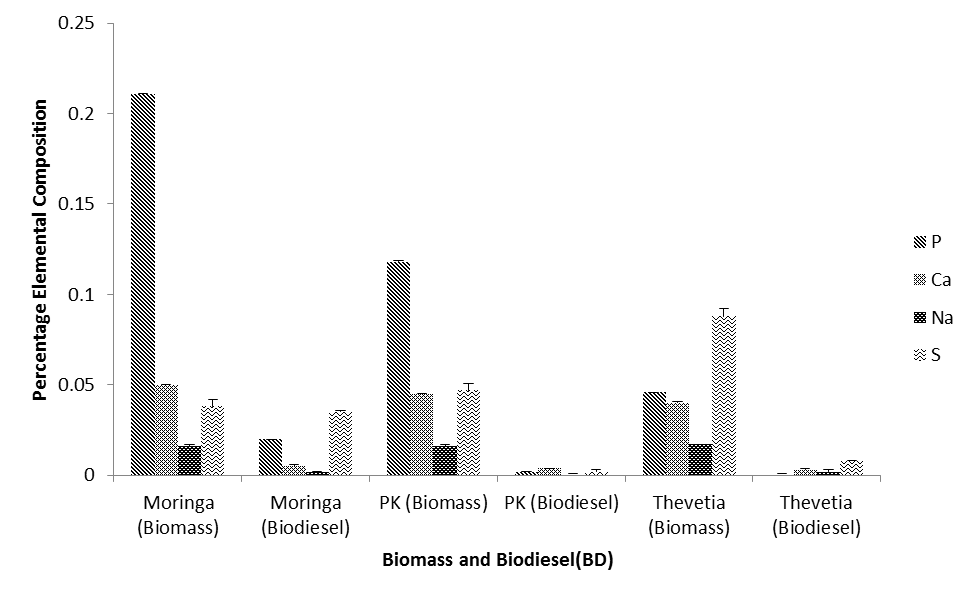 0.25
0.2
0.15
0.1
0.05
0
Percentage Elemental Composition
Moringa
(Biomass)
Moringa
(Biodiesel)
PK (Biomass)
PK (Biodiesel)
Thevetia
(Biomass)
Thevetia
(Biodiesel)
Biomass and Biodiesel(BD)
P
Ca
Na
S